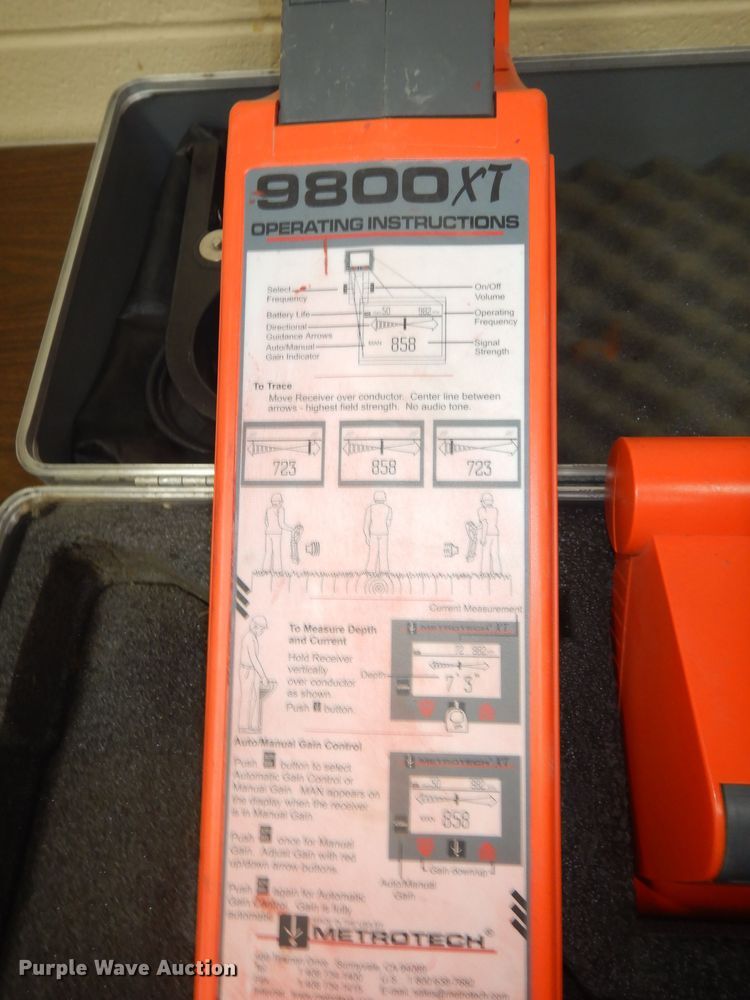 9800XT
OPERATING INSTRUCTIONS
Select
Frequency
On/Off
Volume
Battery Life
50 982
Operating
Frequency
Directional
Guidance Arrows
Auto/Manual
Gain Indicator
MAN 858
Signal
Strength
To Trace
Move Receiver over conductor. Center line between
arrows - highest field strength. No audio tone.
723 858 723
Current Measurement
To Measure Depth
and Current
Hold Receiver
vertically
over conductor
as shown.
Push button.
METROTECH XT
72 982
Depth
7'3"
Auto/Manual Gain Control
Push button to select
Automatic Gain Control or
Manual Gain. MAN appears on
the display when the receiver
is in Manual Gain.
METROTECH XT
50 982
MAN 858
Push once for Manual
Gain. Adjust Gain with red
up/down arrow buttons.
Gain down/up
Auto/Manual
Gain
Push again for Automatic
Gain Control. Gain is fully
automatic.
METROTECH®
Sunnyvale, CA
Purple Wave Auction